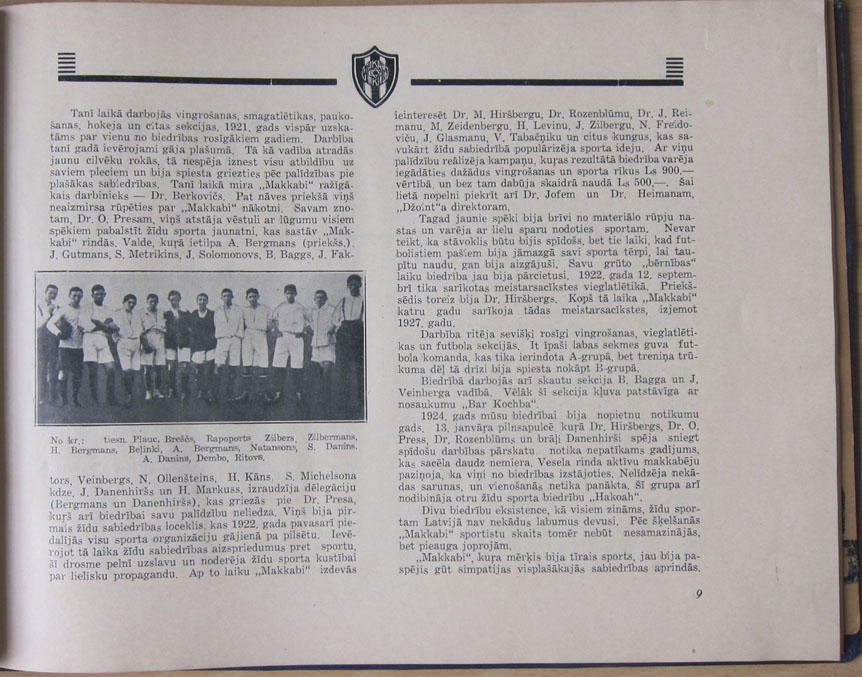 Tanī laikā darbojās vingrošanas, smagatlētikas, pauko-
šanas, hokeja un citas sekcijas. 1921. gads vispār uzska-
tāms par vienu no biedrības rosīgākiem gadiem. Darbība
tanī gadā ievērojami gāja plašumā. Tā kā vadība atradās
jaunu cilvēku rokās, tā nespēja iznest visu atbildību uz
saviem pleciem un bija spiesta griezties pēc palīdzības pie
plašākas sabiedrības. Tanī laikā mira „Makkabi" ražīgā-
kais darbinieks — Dr. Berkovičs. Pat nāves priekšā viņš
neaizmirsa rūpēties par „Makkabi" nākotni. Savam zno-
tam, Dr. O. Presam, viņš atstāja vēstuli ar lūgumu visiem
spēkiem pabalstīt žīdu sporta jaunatni, kas sastāv „Mak-
kabi" rindās. Valde, kuŗā ietilpa A. Bergmans (priekšs.),
J. Gutmans, S. Metrikins, J. Solomonovs, B. Baggs, J. Fak-
No kr.: tiesn. Plauc, Breščs, Rapoports Zilbers, Zilbermans,
H. Bergmans, Beļinki, A. Bergmans, Natansons, S. Danins,
A. Danins, Dembo, Ritovs.
tors, Veinbergs, N. Ollenšteins, H. Kāns, S. Michelsona
kdze, J. Danenhiršs un H. Markuss, izraudzīja dēlegāciju
(Bergmans un Danenhiršs), kas griezās pie Dr. Presa,
kuŗš arī biedrībai savu palīdzību neliedza. Viņš bija pir-
mais žīdu sabiedrības loceklis, kas 1922. gada pavasarī pie-
dalījās visu sporta organizāciju gājienā pa pilsētu. Ievē-
rojot tā laika žīdu sabiedrības aizspriedumus pret sportu,
šī drosme pelnī uzslavu un noderēja žīdu sporta kustībai
par lielisku propagandu. Ap to laiku „Makkabi" izdevās
ieinteresēt Dr. M. Hiršbergu, Dr. Rozenblūmu, Dr. J. Rei-
manu, M. Zeidenbergu, H. Levinu, J. Zilbergu, N. Freido-
viču, J. Glasmanu, V. Tabačņiku un citus kungus, kas sa-
vukārt žīdu sabiedrībā populārizēja sporta ideju. Ar viņu
palīdzību realizēja kampaņu, kuŗas rezultātā biedrība varēja
iegādāties dažādus vingrošanas un sporta rīkus Ls 900.—
vērtībā, un bez tam dabūja skaidrā naudā Ls 500,—. Šai
lietā nopelni piekrīt arī Dr. Jofem un Dr. Heimanam,
„Džoint"a direktoram.
Tagad jaunie spēki bija brīvi no materiālo rūpju na-
stas un varēja ar lielu sparu nodoties sportam. Nevar
teikt, ka stāvoklis būtu bijis spīdošs, bet tie laiki, kad fut-
bolistiem pašiem bija jāmazgā savi sporta tērpi, lai tau-
pītu naudu, gan bija aizgājuši. Savu grūto „bērnības"
laiku biedrība jau bija pārcietusi. 1922. gada 12. septem-
brī tika sarīkotas meistarsacīkstes vieglatlētikā. Priekš-
sēdis toreiz bija Dr. Hiršbergs. Kopš tā laika „Makkabi"
katru gadu sarīkoja tādas meistarsacīkstes, izjemot
1927. gadu.
Darbība ritēja sevišķi rosīgi vingrošanas, vieglatlēti-
kas un futbola sekcijās. It īpaši labas sekmes guva fut-
bola komanda, kas tika ierindota A-grupā, bet treniņa trū-
kuma dēļ tā drīzi bija spiesta nokāpt B-grupā.
Biedrībā darbojās arī skautu sekcija B. Bagga un J.
Veinberga vadībā. Vēlāk šī sekcija kļuva patstāvīga ar
nosaukumu „Bar Kochba".
1924. gads mūsu biedrībai bija nopietnu notikumu
gads. 13. janvāŗa pilnsapulcē, kuŗā Dr. Hiršbergs, Dr. O.
Press, Dr. Rozenblūms un brāļi Danenhirši spēja sniegt
spīdošu darbības pārskatu notika nepatīkams gadījums,
kas sacēla daudz nemiera. Vesela rinda aktīvu makkabēju
paziņoja, ka viņi no biedrības izstājoties. Nelīdzēja nekā-
das sarunas, un vienošanās netika panākta. Šī grupa arī
nodibināja otru žīdu sporta biedrību „Hakoah".
Divu biedrību eksistence, kā visiem zināms, žīdu spor-
tam Latvijā nav nekādus labumus devusi. Pēc šķelšanās
„Makkabi" sportistu skaits tomēr nebūt nesamazinājās,
bet pieauga joprojām.
„Makkabi", kuŗa mērķis bija tīrais sports, jau bija pa-
spējis gūt simpatijas visplašākajās sabiedrības aprindās.
9